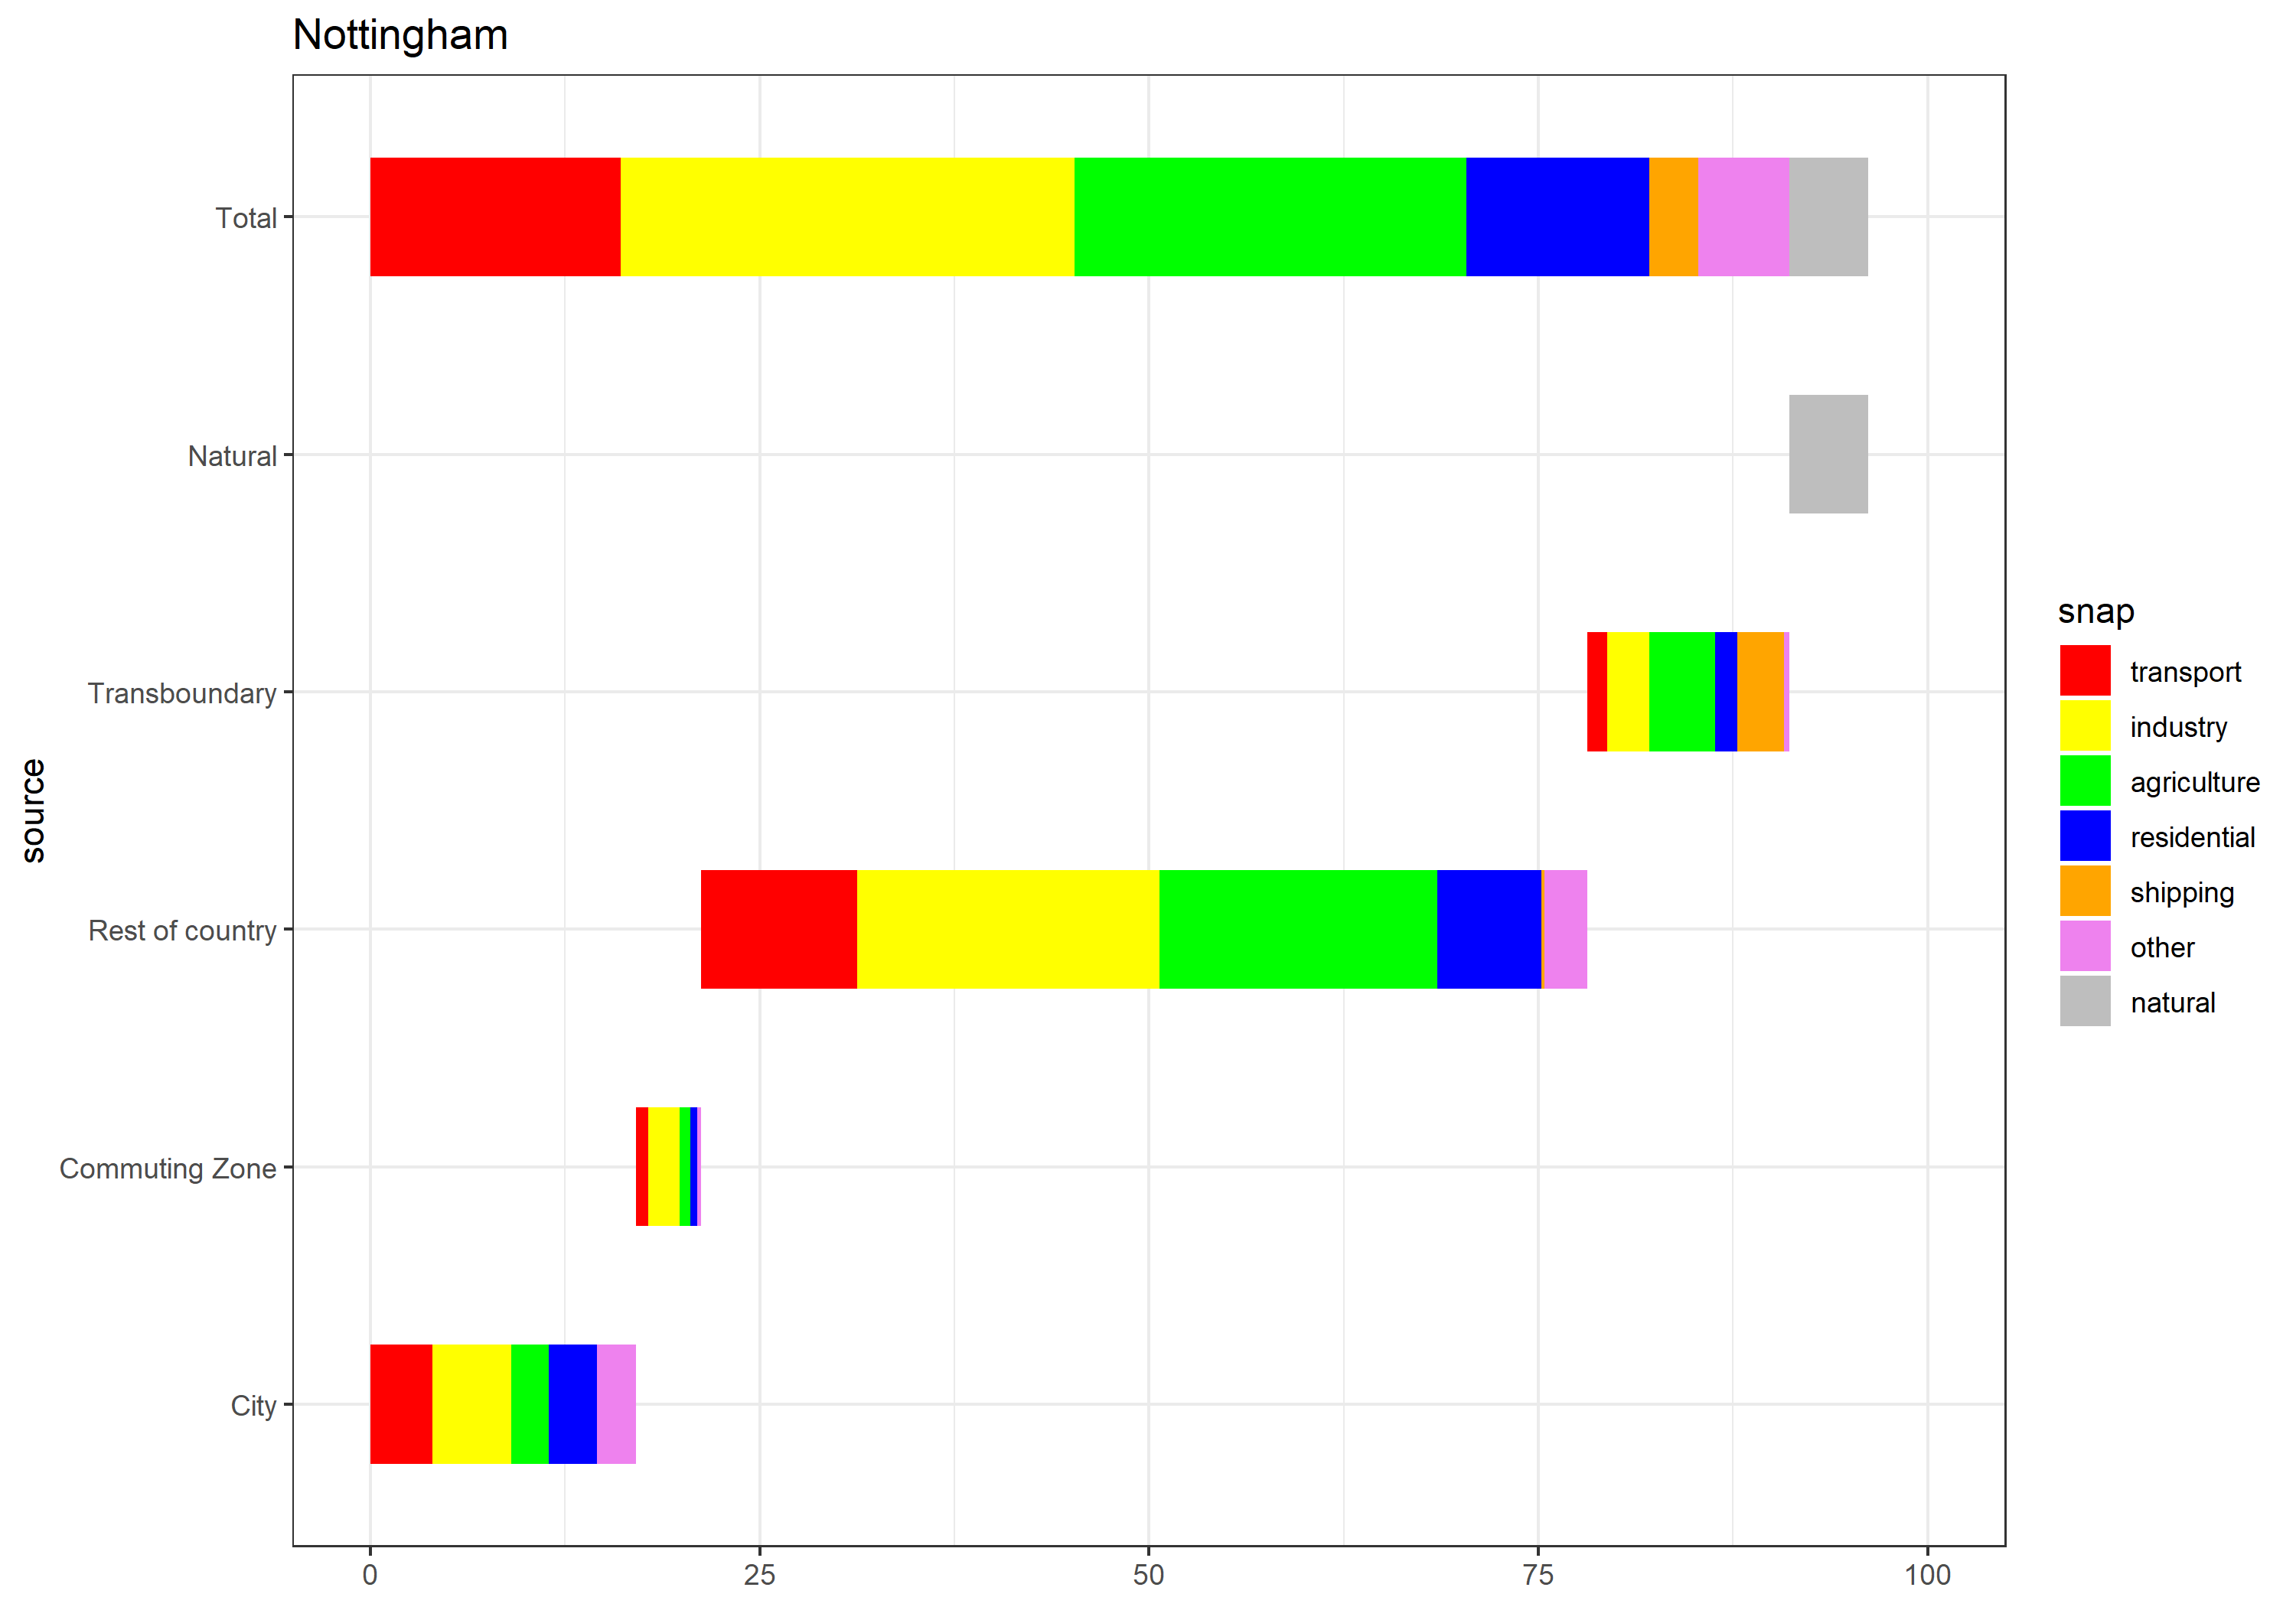 Nottingham
source
Total
Natural
Transboundary
Rest of country
Commuting Zone
City
0 25 50 75 100
snap
transport
industry
agriculture
residential
shipping
other
natural